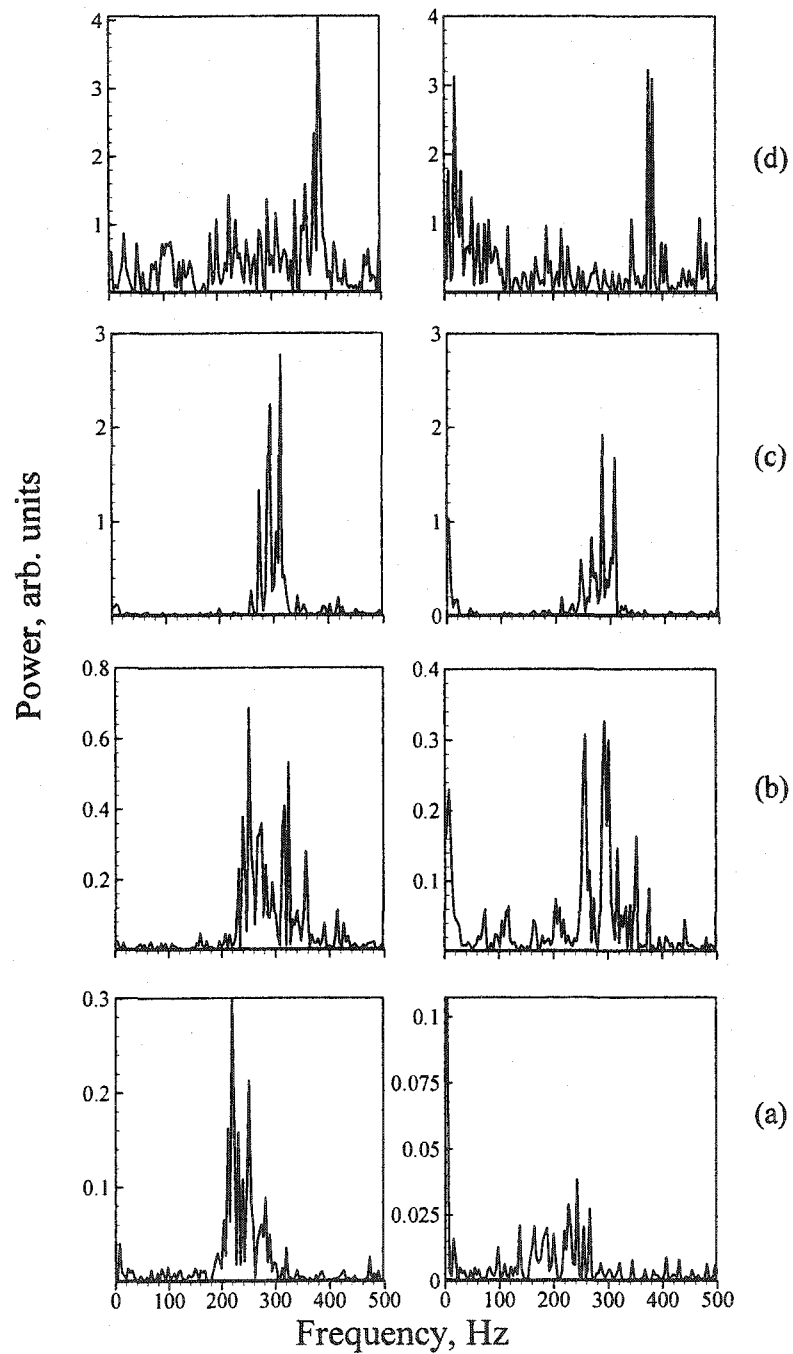 4 4
3 3
2 2 (d)
1 1
3 3
2 2 (c)
1 1
0
Power, arb. units
0.8 0.4
0.6 0.3
0.4 0.2 (b)
0.2 0.1
0.3 0.1
0.2 0.075 (a)
0.05
0.1 0.025
0
0 100 200 300 400 500 0 100 200 300 400 500
Frequency, Hz